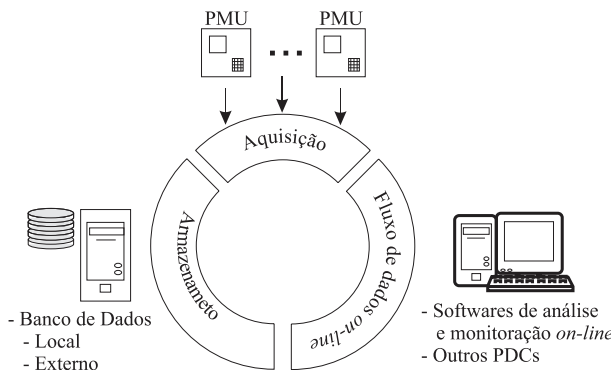 PMU PMU
Aquisição
Armazenameto
Fluxo de dados on-line
- Banco de Dados
- Local
- Externo
- Softwares de análise
e monitoração on-line
- Outros PDCs